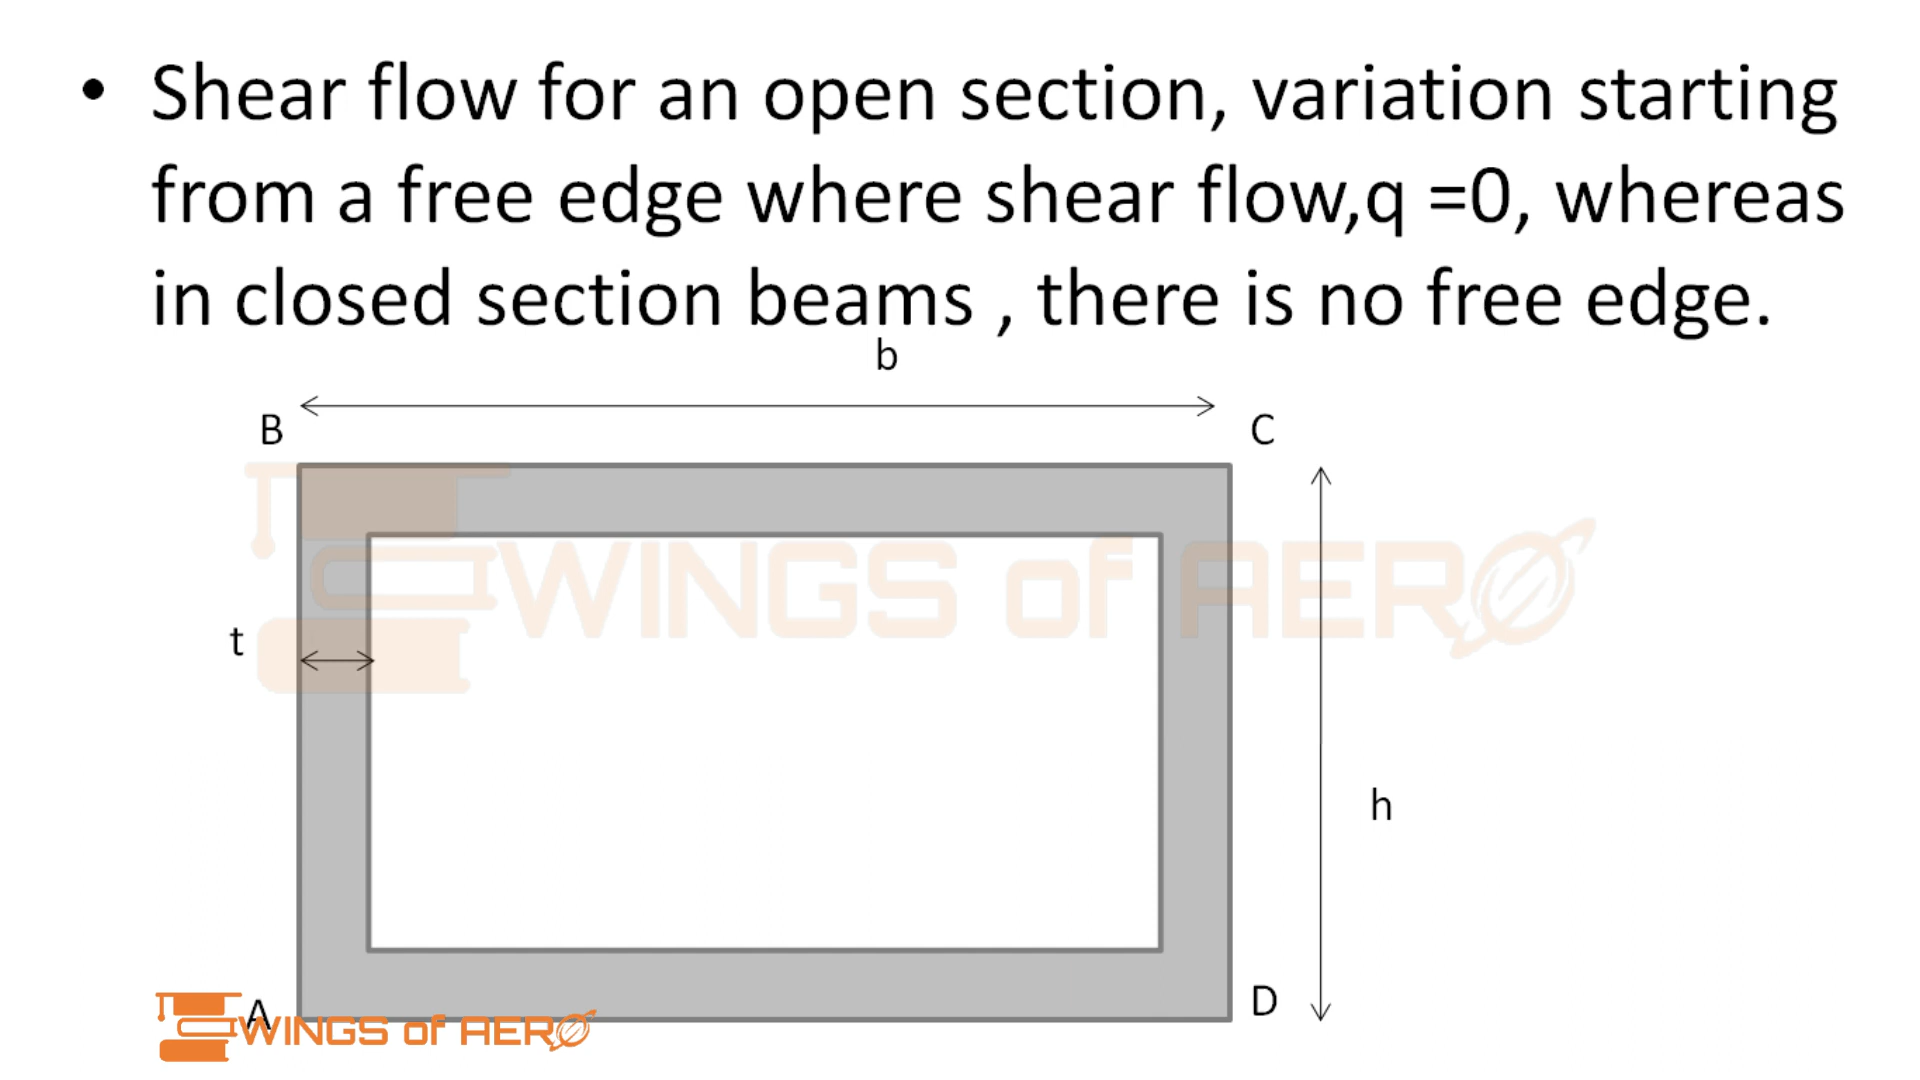 • Shear flow for an open section, variation starting
from a free edge where shear flow,q =0, whereas
in closed section beams , there is no free edge.
b
B
C
WINGS of AERO
t
h
A
D
WINGS of AERO